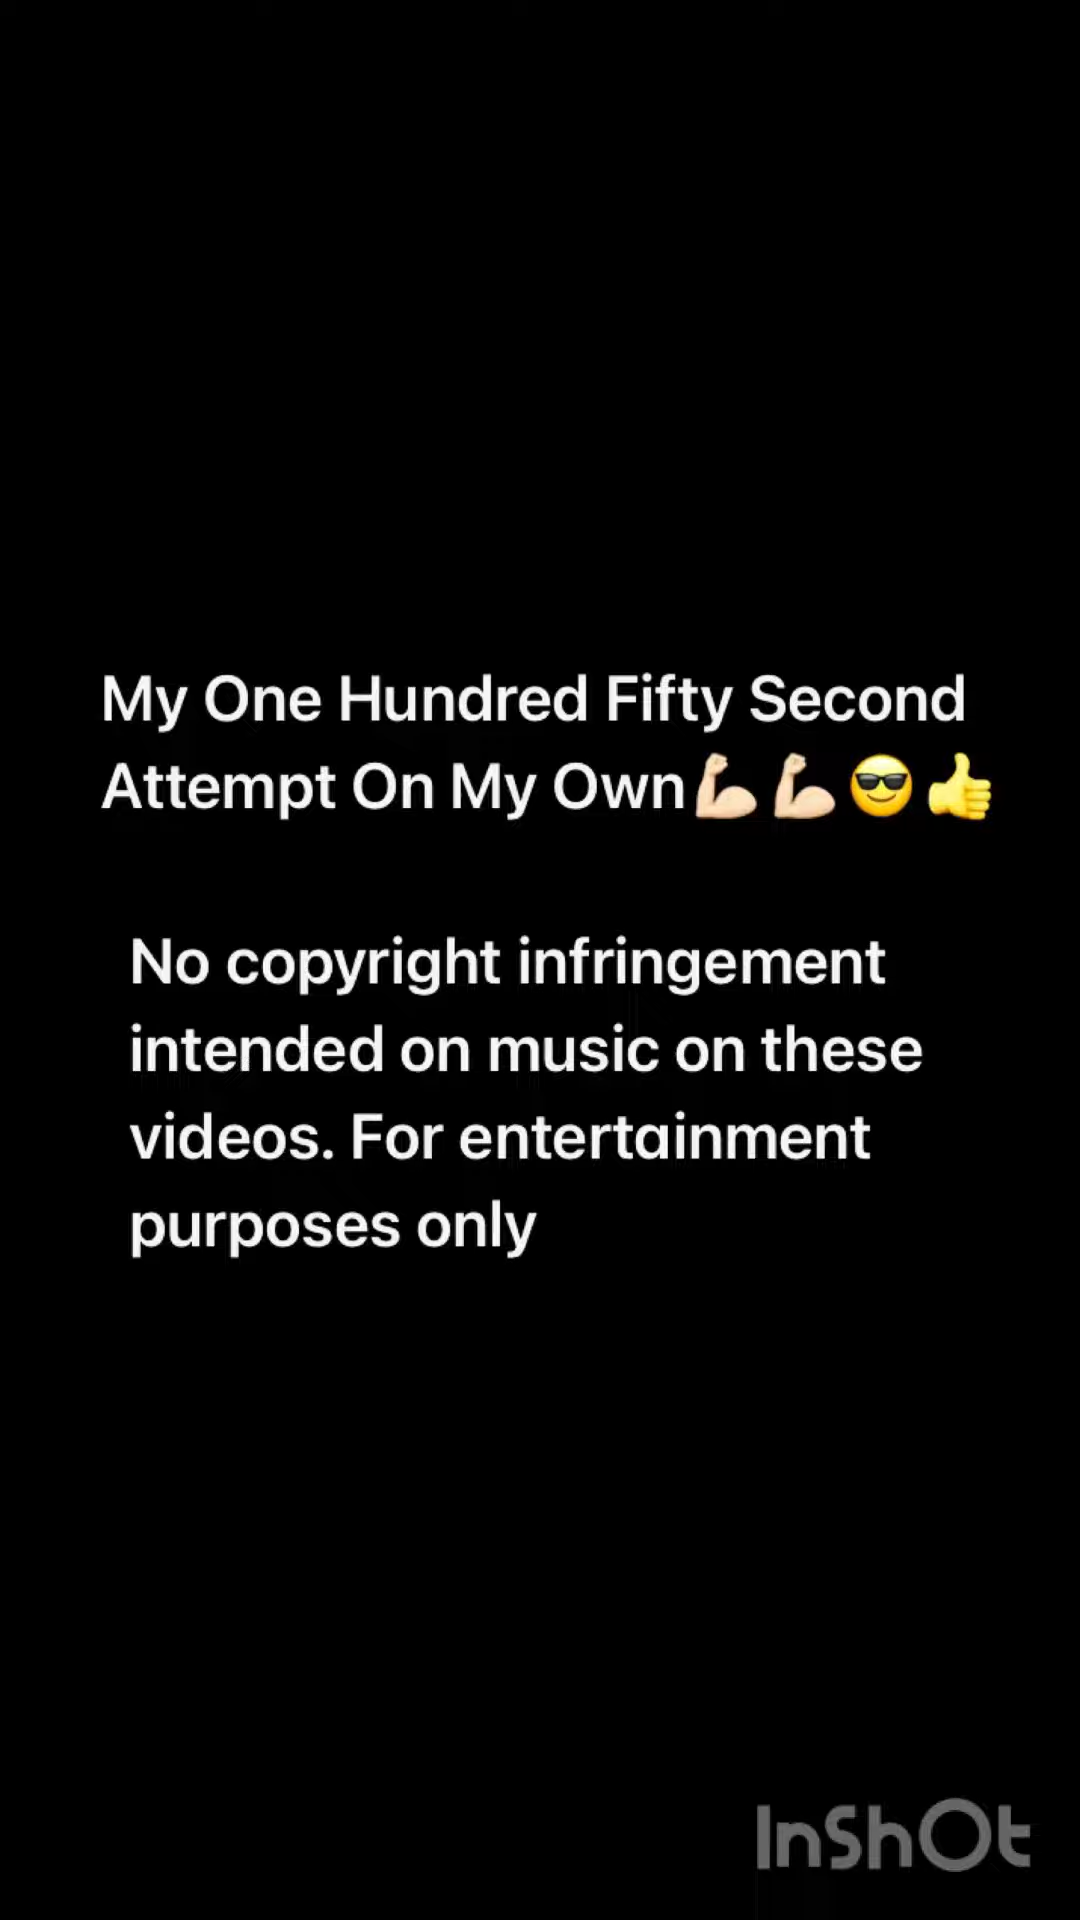 My One Hundred Fifty Second
Attempt On My Own💪🏻💪🏻😎👍
No copyright infringement
intended on music on these
videos. For entertainment
purposes only
InShOt